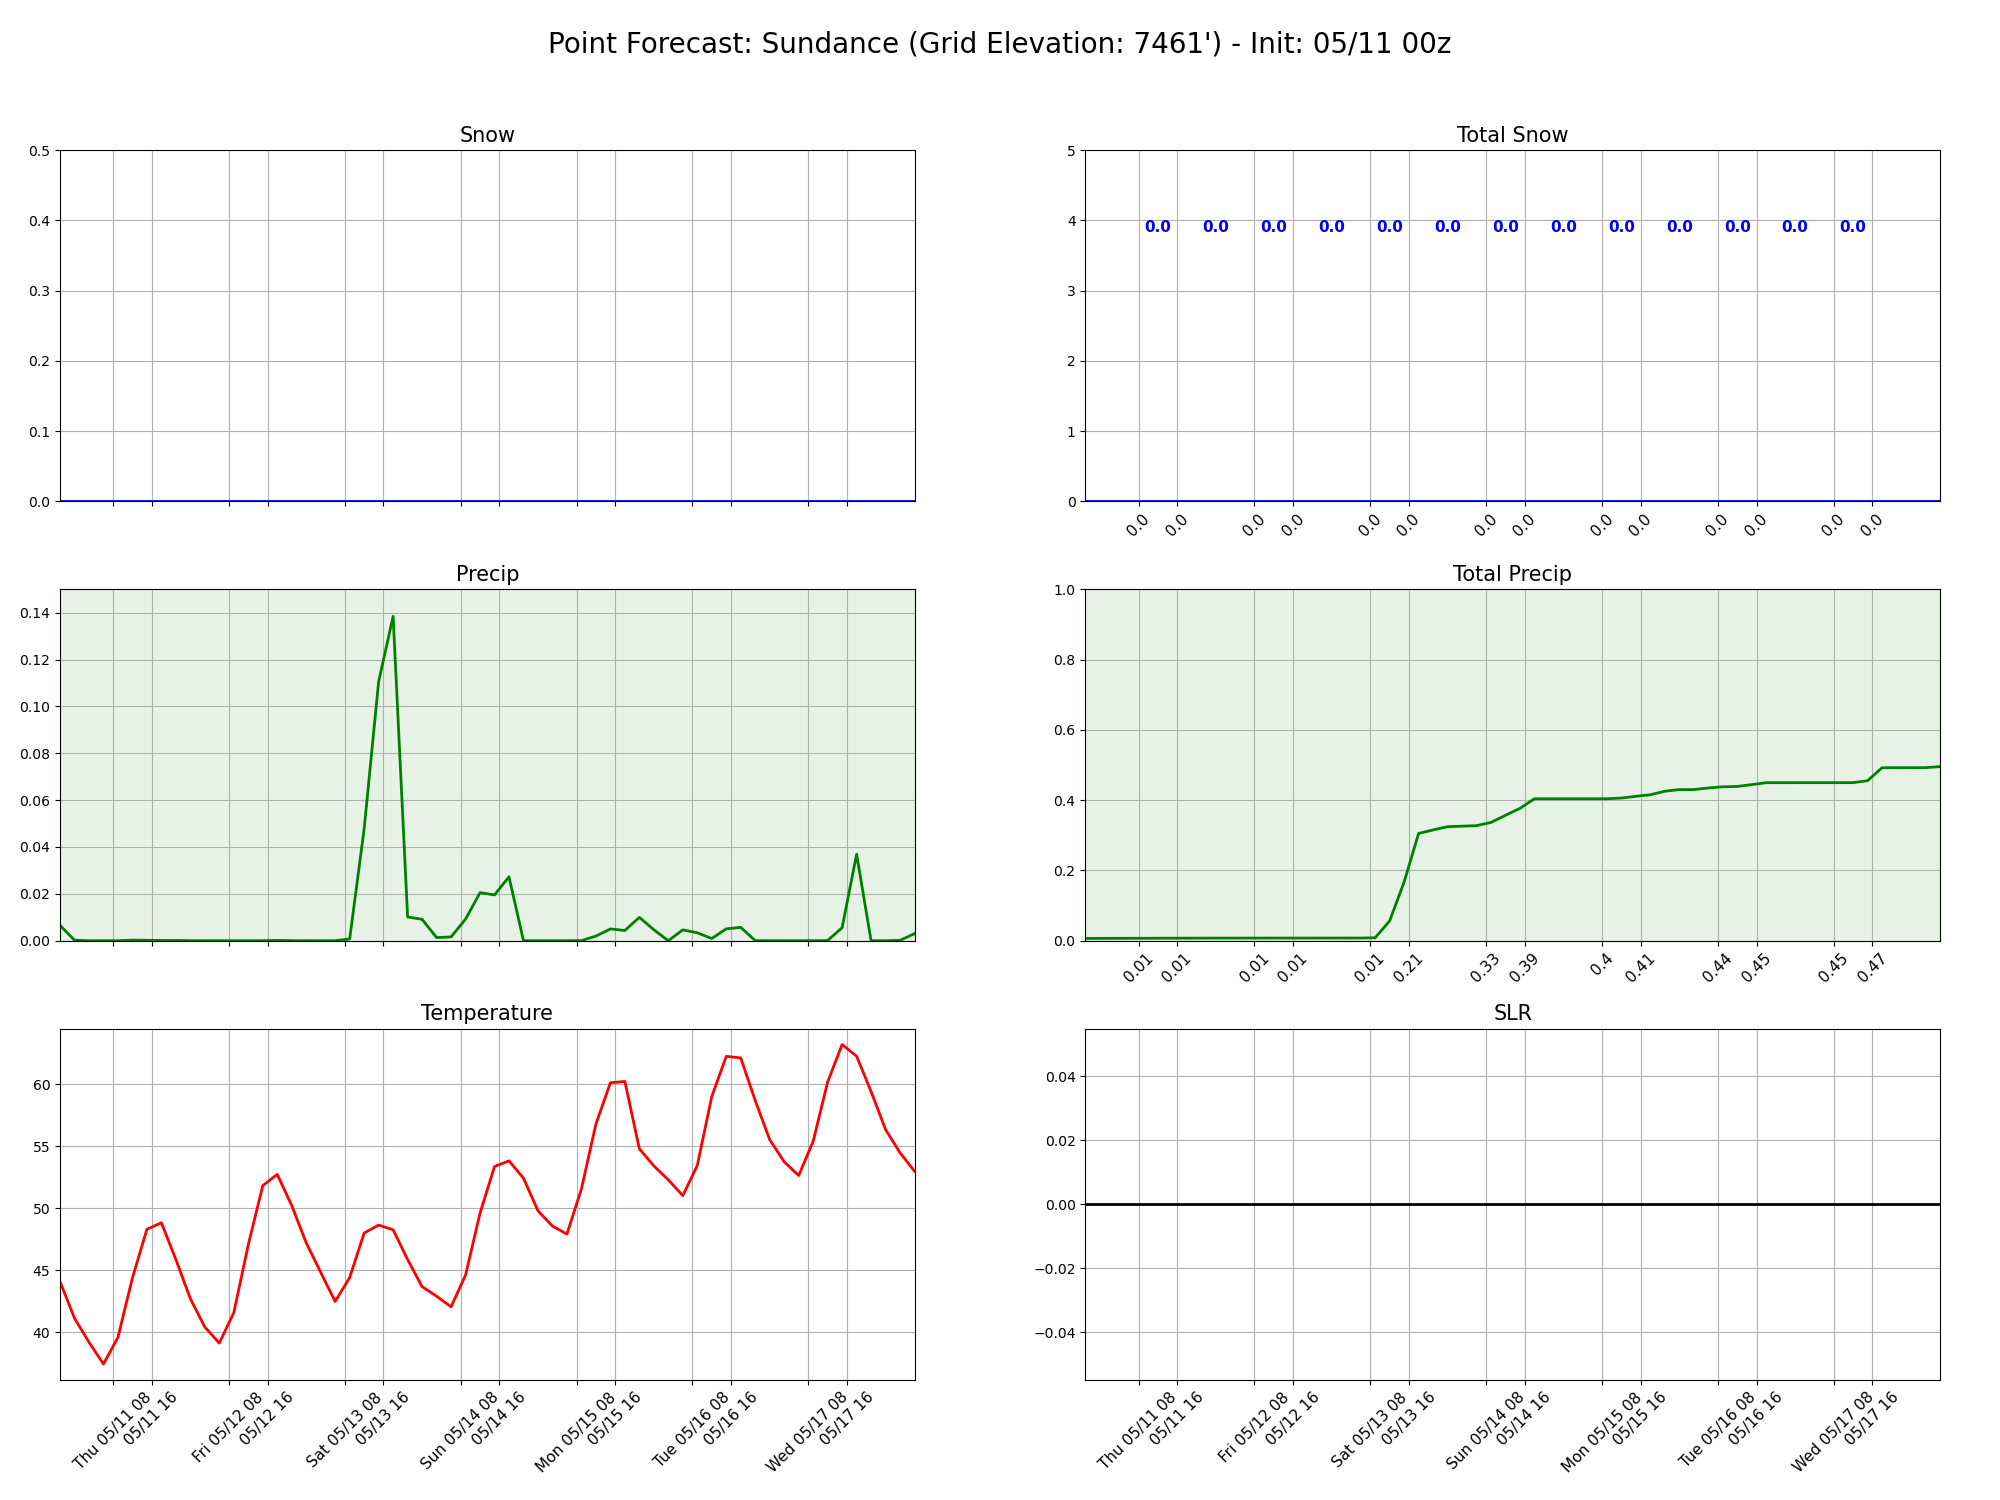 Point Forecast: Sundance (Grid Elevation: 7461') - Init: 05/11 00z
Snow
0.5
0.4
0.3
0.2
0.1
0.0
Total Snow
5
4
3
2
1
0
0.0 0.0 0.0 0.0 0.0 0.0 0.0 0.0 0.0 0.0 0.0 0.0 0.0
0.0 0.0 0.0 0.0 0.0 0.0 0.0 0.0 0.0 0.0 0.0 0.0 0.0 0.0
Precip
0.14
0.12
0.10
0.08
0.06
0.04
0.02
0.00
Total Precip
1.0
0.8
0.6
0.4
0.2
0.0
0.01 0.01 0.01 0.01 0.01 0.21 0.33 0.39 0.4 0.41 0.44 0.45 0.45 0.47
Temperature
60
55
50
45
40
Thu 05/11 08
05/11 16
Fri 05/12 08
05/12 16
Sat 05/13 08
05/13 16
Sun 05/14 08
05/14 16
Mon 05/15 08
05/15 16
Tue 05/16 08
05/16 16
Wed 05/17 08
05/17 16
SLR
0.04
0.02
0.00
−0.02
−0.04
Thu 05/11 08
05/11 16
Fri 05/12 08
05/12 16
Sat 05/13 08
05/13 16
Sun 05/14 08
05/14 16
Mon 05/15 08
05/15 16
Tue 05/16 08
05/16 16
Wed 05/17 08
05/17 16